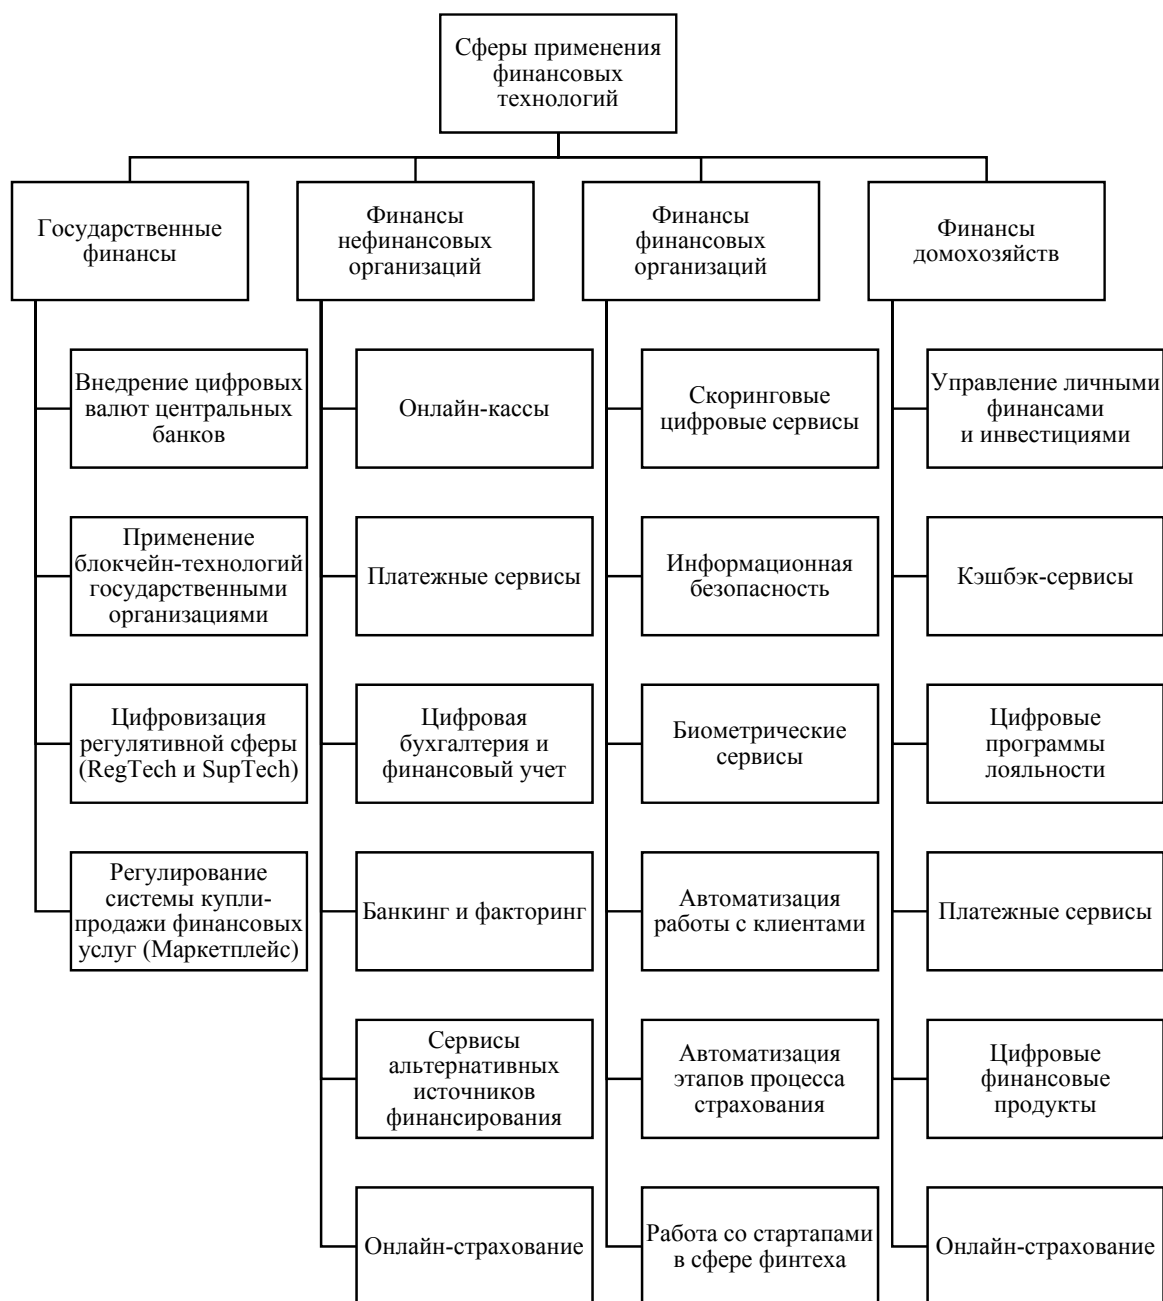 Сферы применения
финансовых
технологий
Государственные
финансы
Финансы
нефинансовых
организаций
Финансы
финансовых
организаций
Финансы
домохозяйств
Внедрение цифровых
валют центральных
банков
Онлайн-кассы
Скоринговые
цифровые сервисы
Управление личными
финансами
и инвестициями
Применение
блокчейн-технологий
государственными
организациями
Платежные сервисы
Информационная
безопасность
Кэшбэк-сервисы
Цифровизация
регулятивной сферы
(RegTech и SupTech)
Цифровая
бухгалтерия и
финансовый учет
Биометрические
сервисы
Цифровые
программы
лояльности
Регулирование
системы купли-
продажи финансовых
услуг (Маркетплейс)
Банкинг и факторинг
Автоматизация
работы с клиентами
Платежные сервисы
Сервисы
альтернативных
источников
финансирования
Автоматизация
этапов процесса
страхования
Цифровые
финансовые
продукты
Онлайн-страхование
Работа со стартапами
в сфере финтеха
Онлайн-страхование